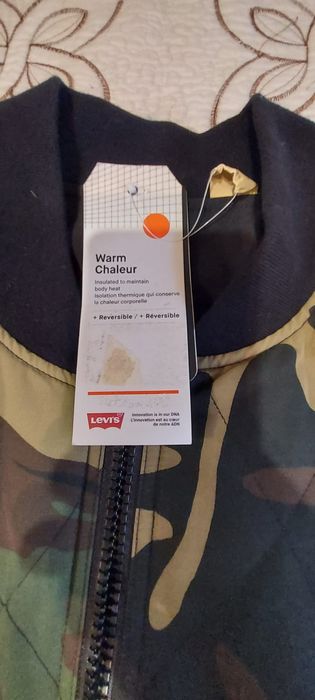 Warm
Chaleur
Insulated to maintain
body heat
Isolation thermique qui conserve
la chaleur corporelle
+ Reversible / + Réversible
Levi's
Innovation is in our DNA
L'innovation est au cœur
de notre ADN